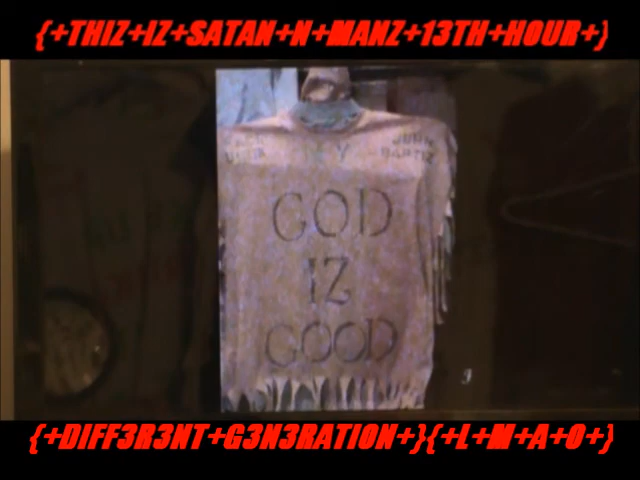 {+THIZ+IZ+SATAN+N+MANZ+13TH+HOUR+}
GOD
IZ
GOOD
{+DIFF3R3NT+G3N3RATION+}{+L+M+A+O+}